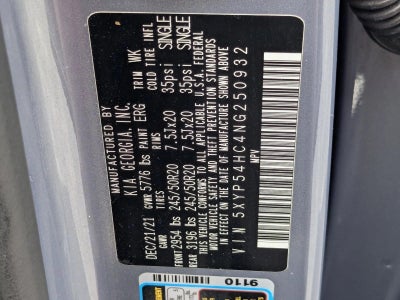 MANUFACTURED BY
KIA GEORGIA, INC.
DEC/21/21 PAINT ERG TRIM WK
GVWR 5776 lbs TIRES RIMS COLD TIRE INFL
FRONT 2954 lbs 245/50R20 7.5Jx20 35psi SINGLE
REAR 3196 lbs 245/50R20 7.5Jx20 35psi SINGLE
THIS VEHICLE CONFORMS TO ALL APPLICABLE U.S.A. FEDERAL
MOTOR VEHICLE SAFETY, BUMPER, AND THEFT PREVENTION STANDARDS
IN EFFECT ON THE DATE OF MANUFACTURE SHOWN ABOVE
VIN 5XYP54HC4NG250932
MPV
9110